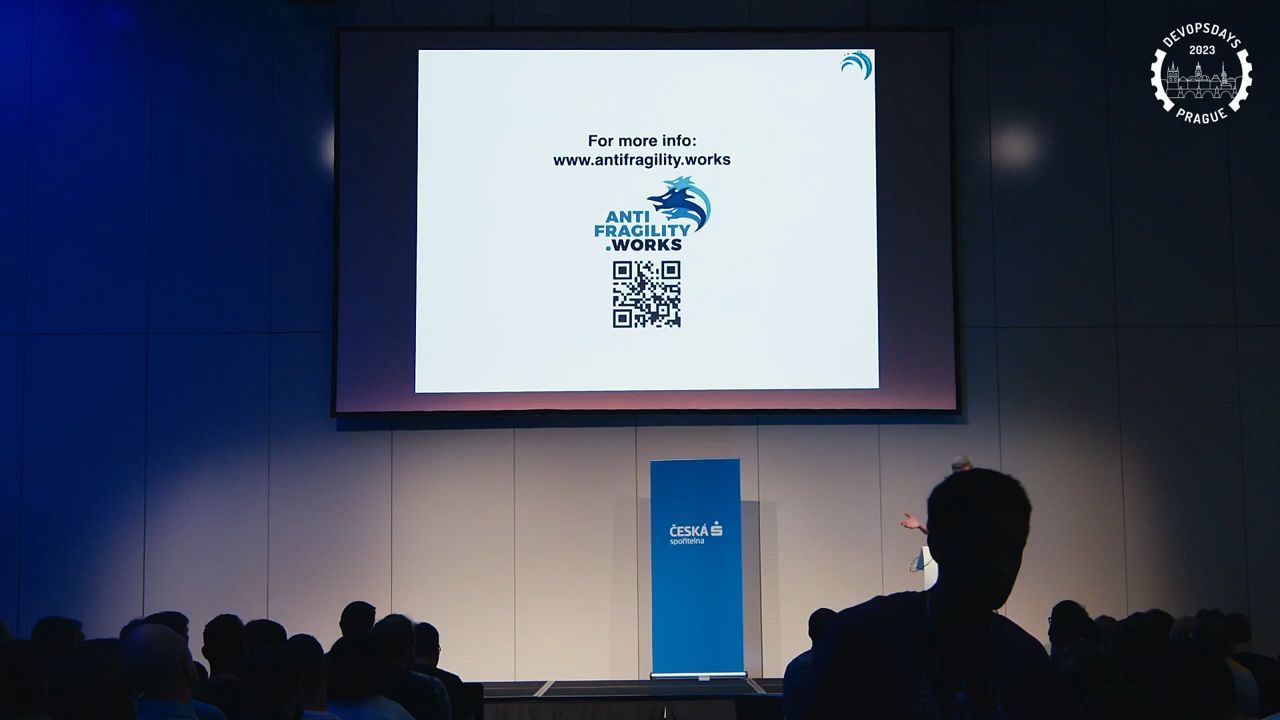 DEVOPSDAYS
2023
PRAGUE
For more info:
www.antifragility.works
ANTI
FRAGILITY
.WORKS
ČESKÁ
spořitelna